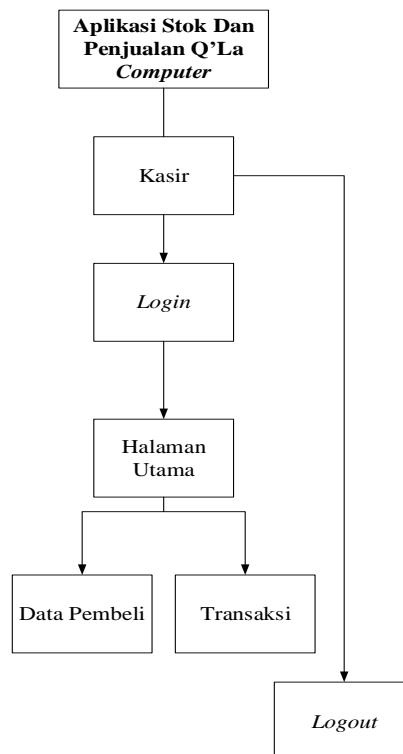 Aplikasi Stok Dan
Penjualan Q’La
Computer
Kasir
Login
Halaman
Utama
Data Pembeli
Transaksi
Logout